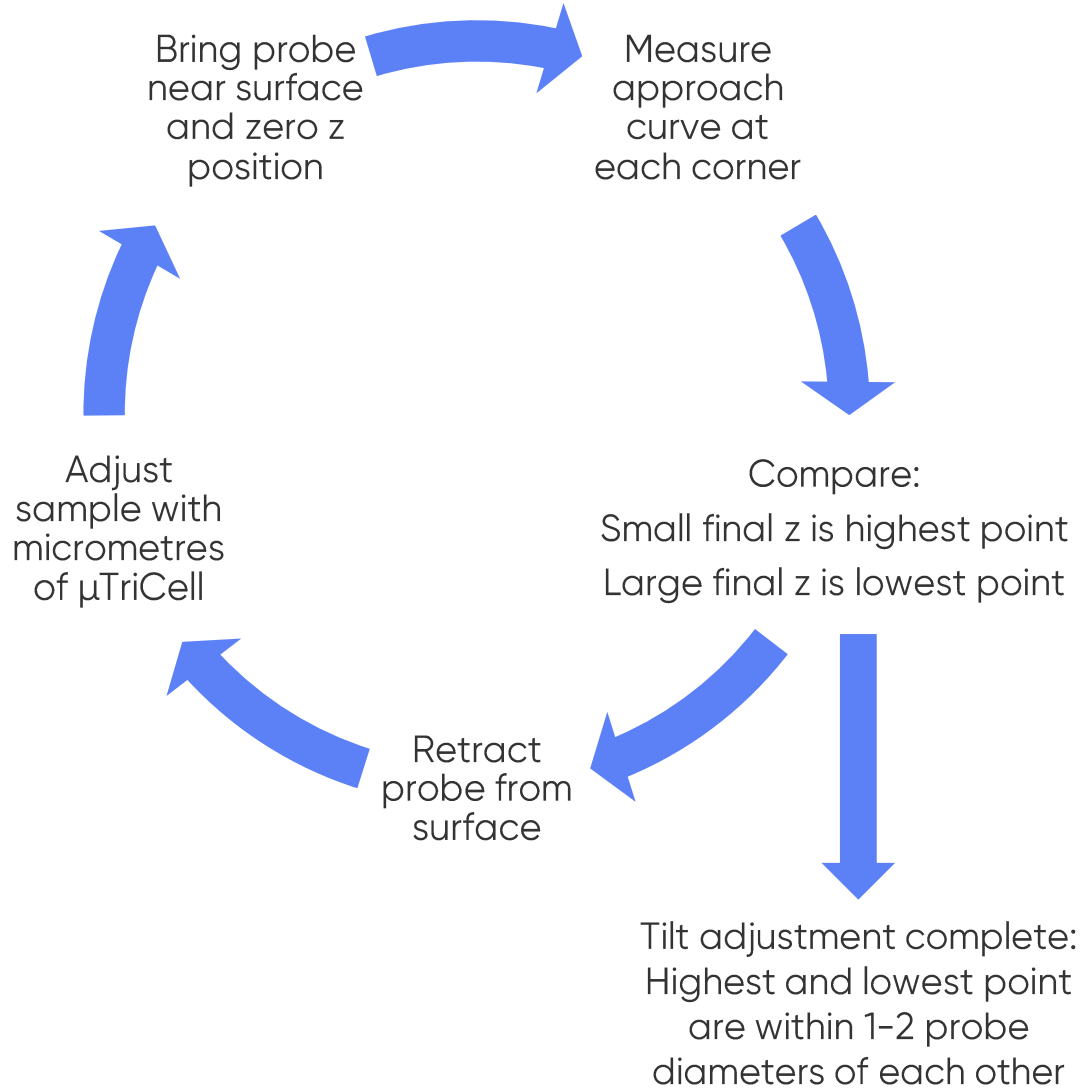 Bring probe
near surface
and zero z
position
Measure
approach
curve at
each corner
Compare:
Small final z is highest point
Large final z is lowest point
Retract
probe from
surface
Adjust
sample with
micrometres
of µTriCell
Tilt adjustment complete:
Highest and lowest point
are within 1-2 probe
diameters of each other